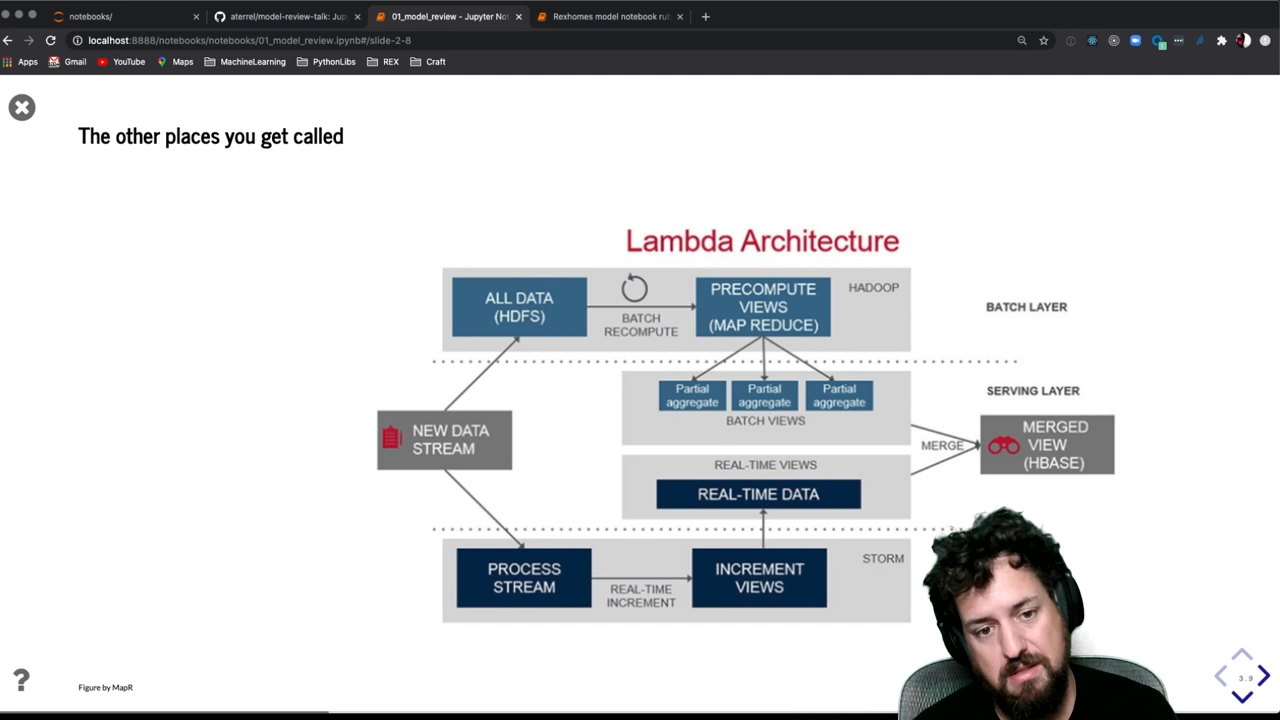 notebooks/
aterrel/model-review-talk: Jup
01_model_review - Jupyter No
Rexhomes model notebook ru
localhost:8888/notebooks/notebooks/01_model_review.ipynb#/slide-2-8
Apps
Gmail
YouTube
Maps
MachineLearning
PythonLibs
REX
Craft
The other places you get called
Lambda Architecture
ALL DATA
(HDFS)
BATCH
RECOMPUTE
PRECOMPUTE
VIEWS
(MAP REDUCE)
HADOOP
BATCH LAYER
Partial
aggregate
Partial
aggregate
Partial
aggregate
BATCH VIEWS
SERVING LAYER
NEW DATA
STREAM
MERGE
MERGED
VIEW
(HBASE)
REAL-TIME VIEWS
REAL-TIME DATA
PROCESS
STREAM
REAL-TIME
INCREMENT
INCREMENT
VIEWS
STORM
?
Figure by MapR
3.9